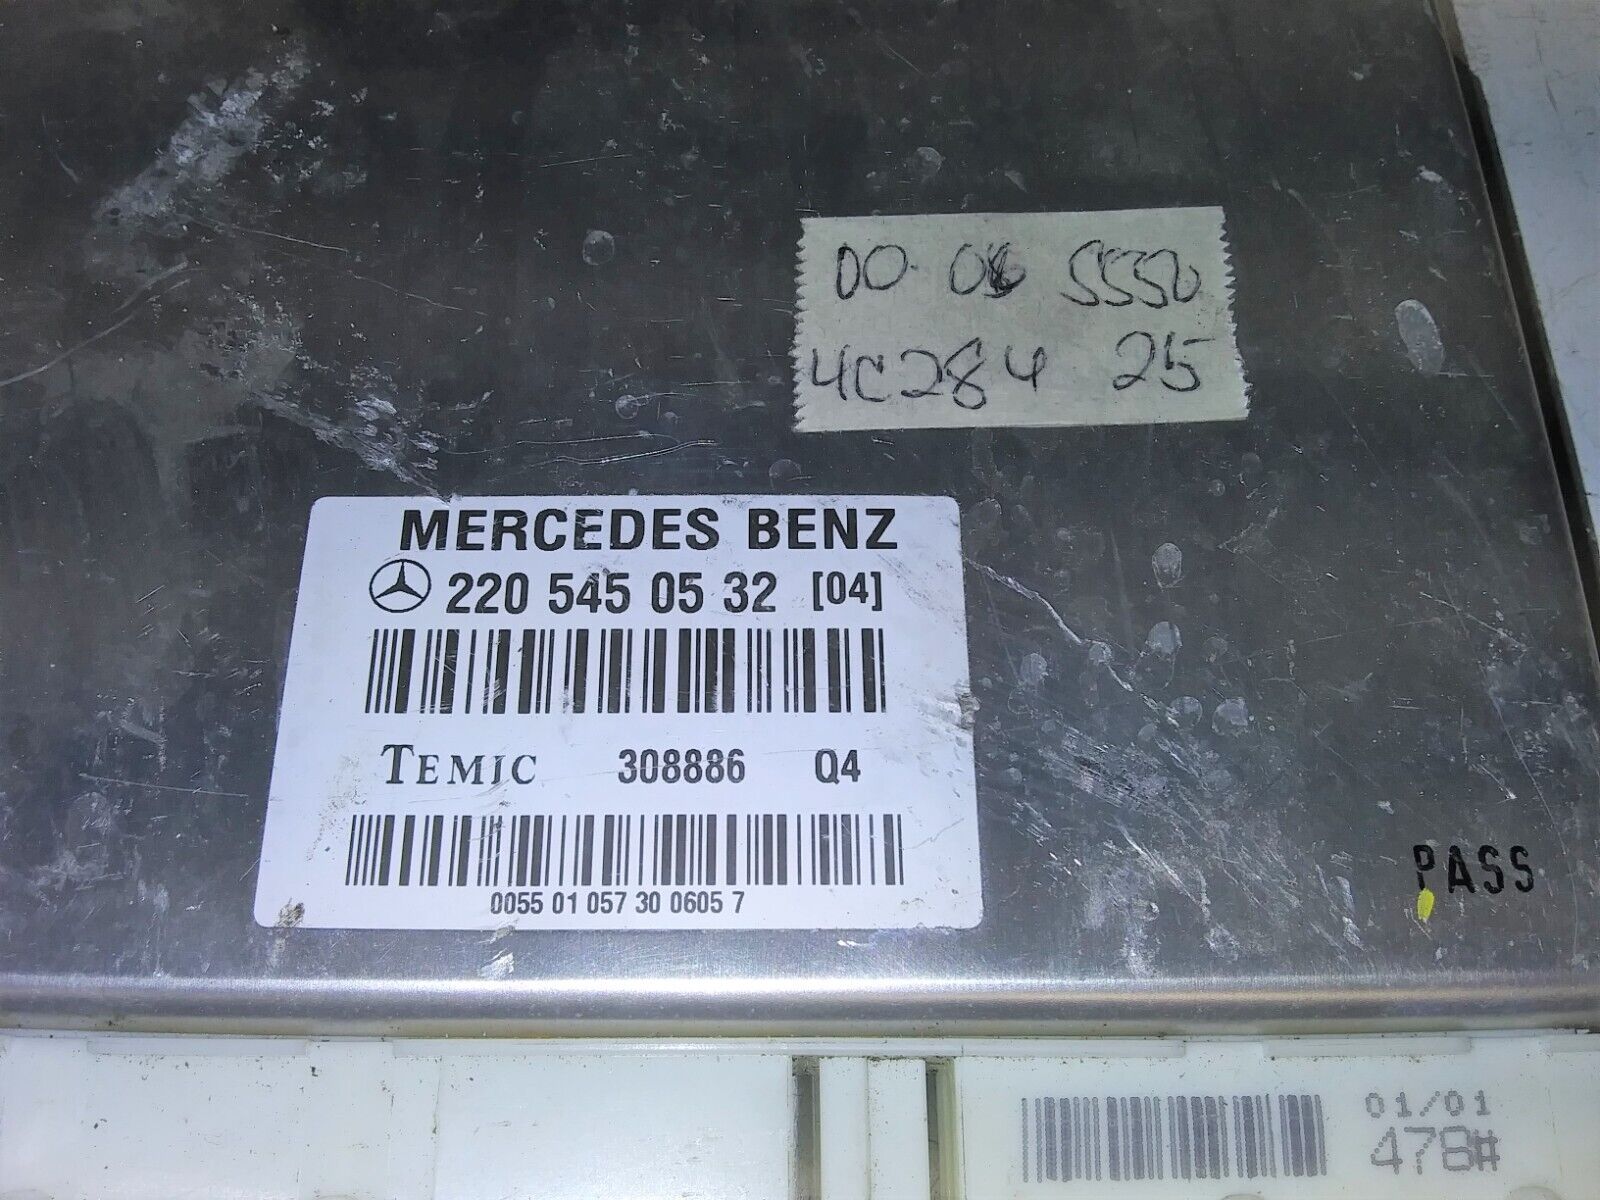 00 06 5550
4C284 25
MERCEDES BENZ
220 545 05 32 [04]
TEMIC 308886 Q4
0055 01 057 30 0605 7
PASS
01/01
478#